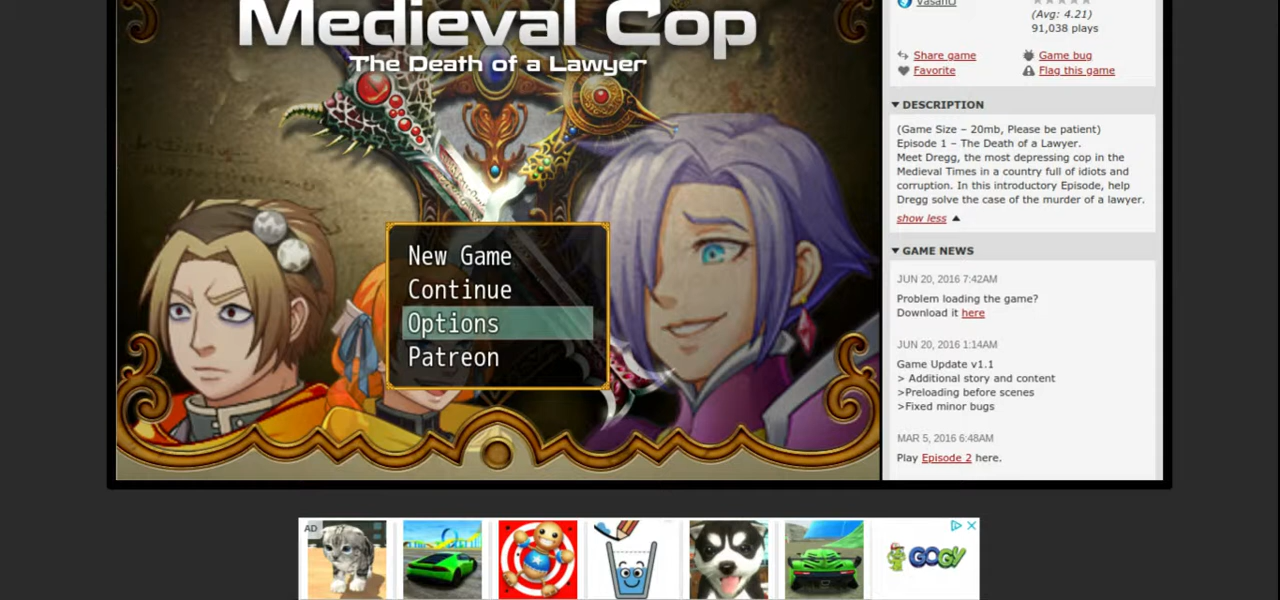 Medieval Cop
The Death of a Lawyer
New Game
Continue
Options
Patreon
VasantJ
(Avg: 4.21)
91,038 plays
Share game
Favorite
Game bug
Flag this game
DESCRIPTION
(Game Size – 20mb, Please be patient)
Episode 1 – The Death of a Lawyer.
Meet Dregg, the most depressing cop in the
Medieval Times in a country full of idiots and
corruption. In this introductory Episode, help
Dregg solve the case of the murder of a lawyer.
show less
GAME NEWS
JUN 20, 2016 7:42AM
Problem loading the game?
Download it here
JUN 20, 2016 1:14AM
Game Update v1.1
> Additional story and content
>Preloading before scenes
>Fixed minor bugs
MAR 5, 2016 6:48AM
Play Episode 2 here.
AD
GOGY